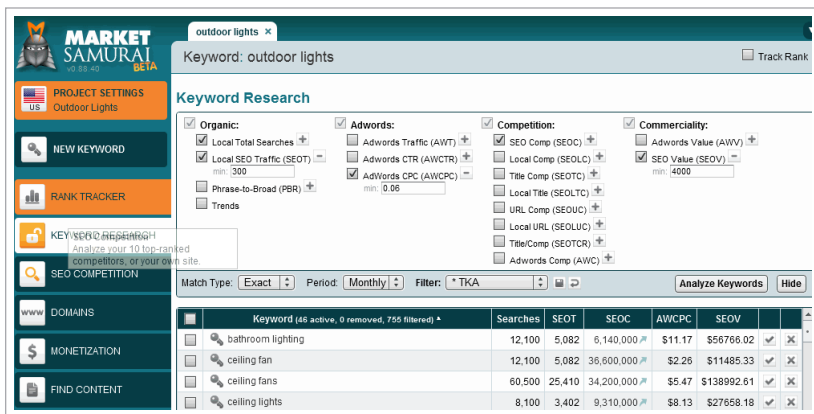 MARKET
SAMURAI
v0.88.40 BETA
outdoor lights ×
Keyword: outdoor lights
Track Rank
US
PROJECT SETTINGS
Outdoor Lights
NEW KEYWORD
RANK TRACKER
KEYWORD RESEARCH
SEO Competition
Analyze your 10 top-ranked
competitors, or your own site.
SEO COMPETITION
www DOMAINS
$ MONETIZATION
FIND CONTENT
Keyword Research
Organic:
Local Total Searches +
Local SEO Traffic (SEOT) −
min: 300
Phrase-to-Broad (PBR) +
Trends
Adwords:
Adwords Traffic (AWT) +
Adwords CTR (AWCTR) +
AdWords CPC (AWCPC) −
min: 0.06
Competition:
SEO Comp (SEOC) +
Local Comp (SEOLC) +
Title Comp (SEOTC) +
Local Title (SEOLTC) +
URL Comp (SEOUC) +
Local URL (SEOLUC) +
Title/Comp (SEOTCR) +
Adwords Comp (AWC) +
Commerciality:
Adwords Value (AWV) +
SEO Value (SEOV) −
min: 4000
Match Type: Exact Period: Monthly Filter: * TKA Analyze Keywords Hide
Keyword (46 active, 0 removed, 755 filtered) Searches SEOT SEOC AWCPC SEOV
bathroom lighting 12,100 5,082 6,140,000 $11.17 $56766.02
ceiling fan 12,100 5,082 36,600,000 $2.26 $11485.33
ceiling fans 60,500 25,410 34,200,000 $5.47 $138992.61
ceiling lights 8,100 3,402 9,310,000 $8.13 $27658.18